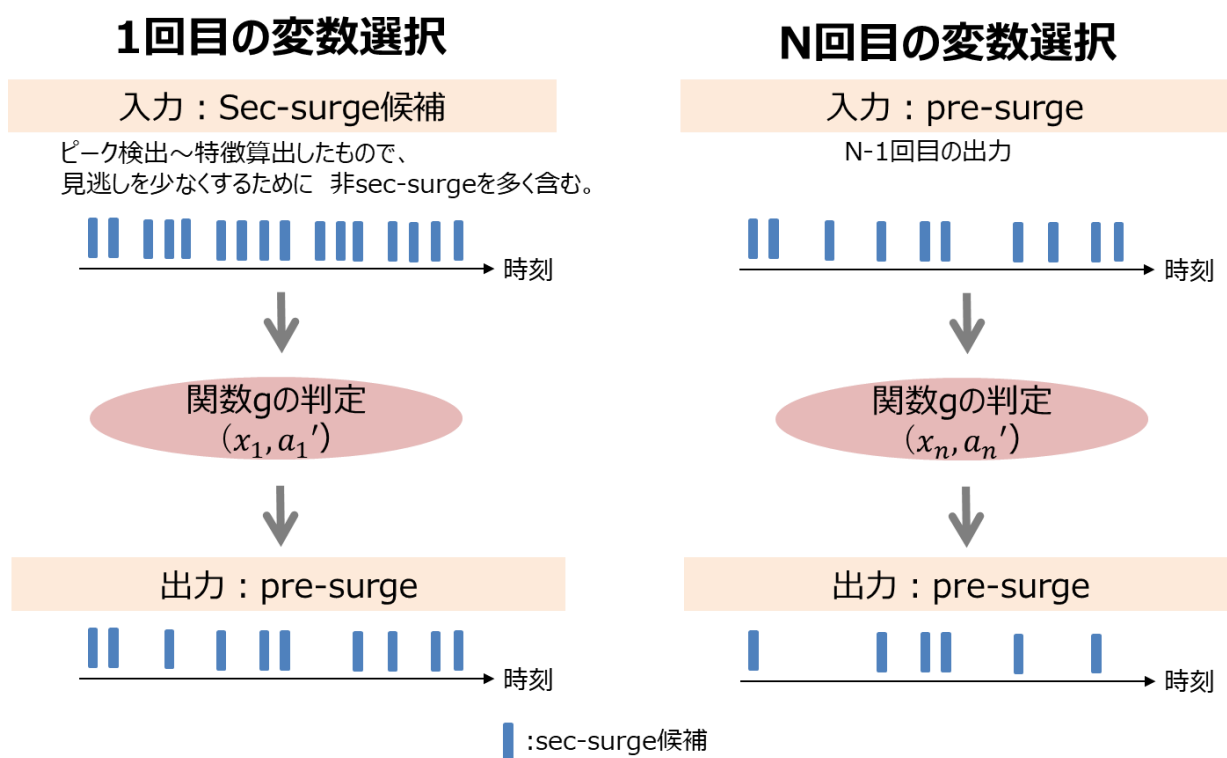 1回目の変数選択
入力：Sec-surge候補
ピーク検出～特徴算出したもので、
見逃しを少なくするために 非sec-surgeを多く含む。
時刻
関数gの判定
(x₁, a₁′)
出力：pre-surge
時刻
N回目の変数選択
入力：pre-surge
N-1回目の出力
時刻
関数gの判定
(xₙ, aₙ′)
出力：pre-surge
時刻
:sec-surge候補